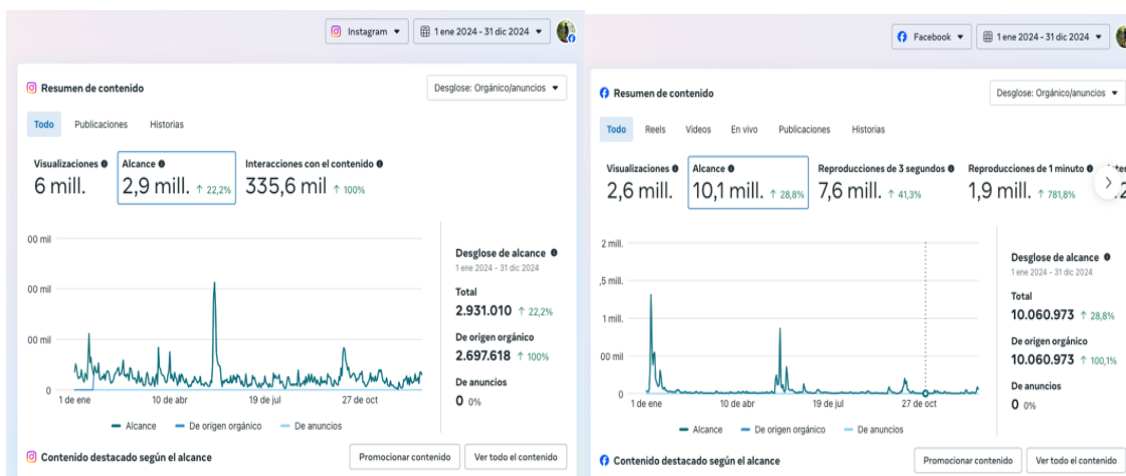 Instagram
1 ene 2024 - 31 dic 2024
Resumen de contenido
Desglose: Orgánico/anuncios
Todo Publicaciones Historias
Visualizaciones Alcance Interacciones con el contenido
6 mill. 2,9 mill. ↑ 22,2% 335,6 mil ↑ 100%
00 mil
00 mil
00 mil
0
1 de ene 10 de abr 19 de jul 27 de oct
Alcance De origen orgánico De anuncios
Desglose de alcance
1 ene 2024 - 31 dic 2024
Total
2.931.010 ↑ 22,2%
De origen orgánico
2.697.618 ↑ 100%
De anuncios
0 0%
Contenido destacado según el alcance
Promocionar contenido Ver todo el contenido
Facebook
1 ene 2024 - 31 dic 2024
Resumen de contenido
Desglose: Orgánico/anuncios
Todo Reels Videos En vivo Publicaciones Historias
Visualizaciones Alcance Reproducciones de 3 segundos Reproducciones de 1 minuto
2,6 mill. 10,1 mill. ↑ 28,8% 7,6 mill. ↑ 41,3% 1,9 mill. ↑ 781,8%
2 mill.
,5 mill.
1 mill.
00 mil
0
1 de ene 10 de abr 19 de jul 27 de oct
Alcance De origen orgánico De anuncios
Desglose de alcance
1 ene 2024 - 31 dic 2024
Total
10.060.973 ↑ 28,8%
De origen orgánico
10.060.973 ↑ 100,1%
De anuncios
0 0%
Contenido destacado según el alcance
Promocionar contenido Ver todo el contenido